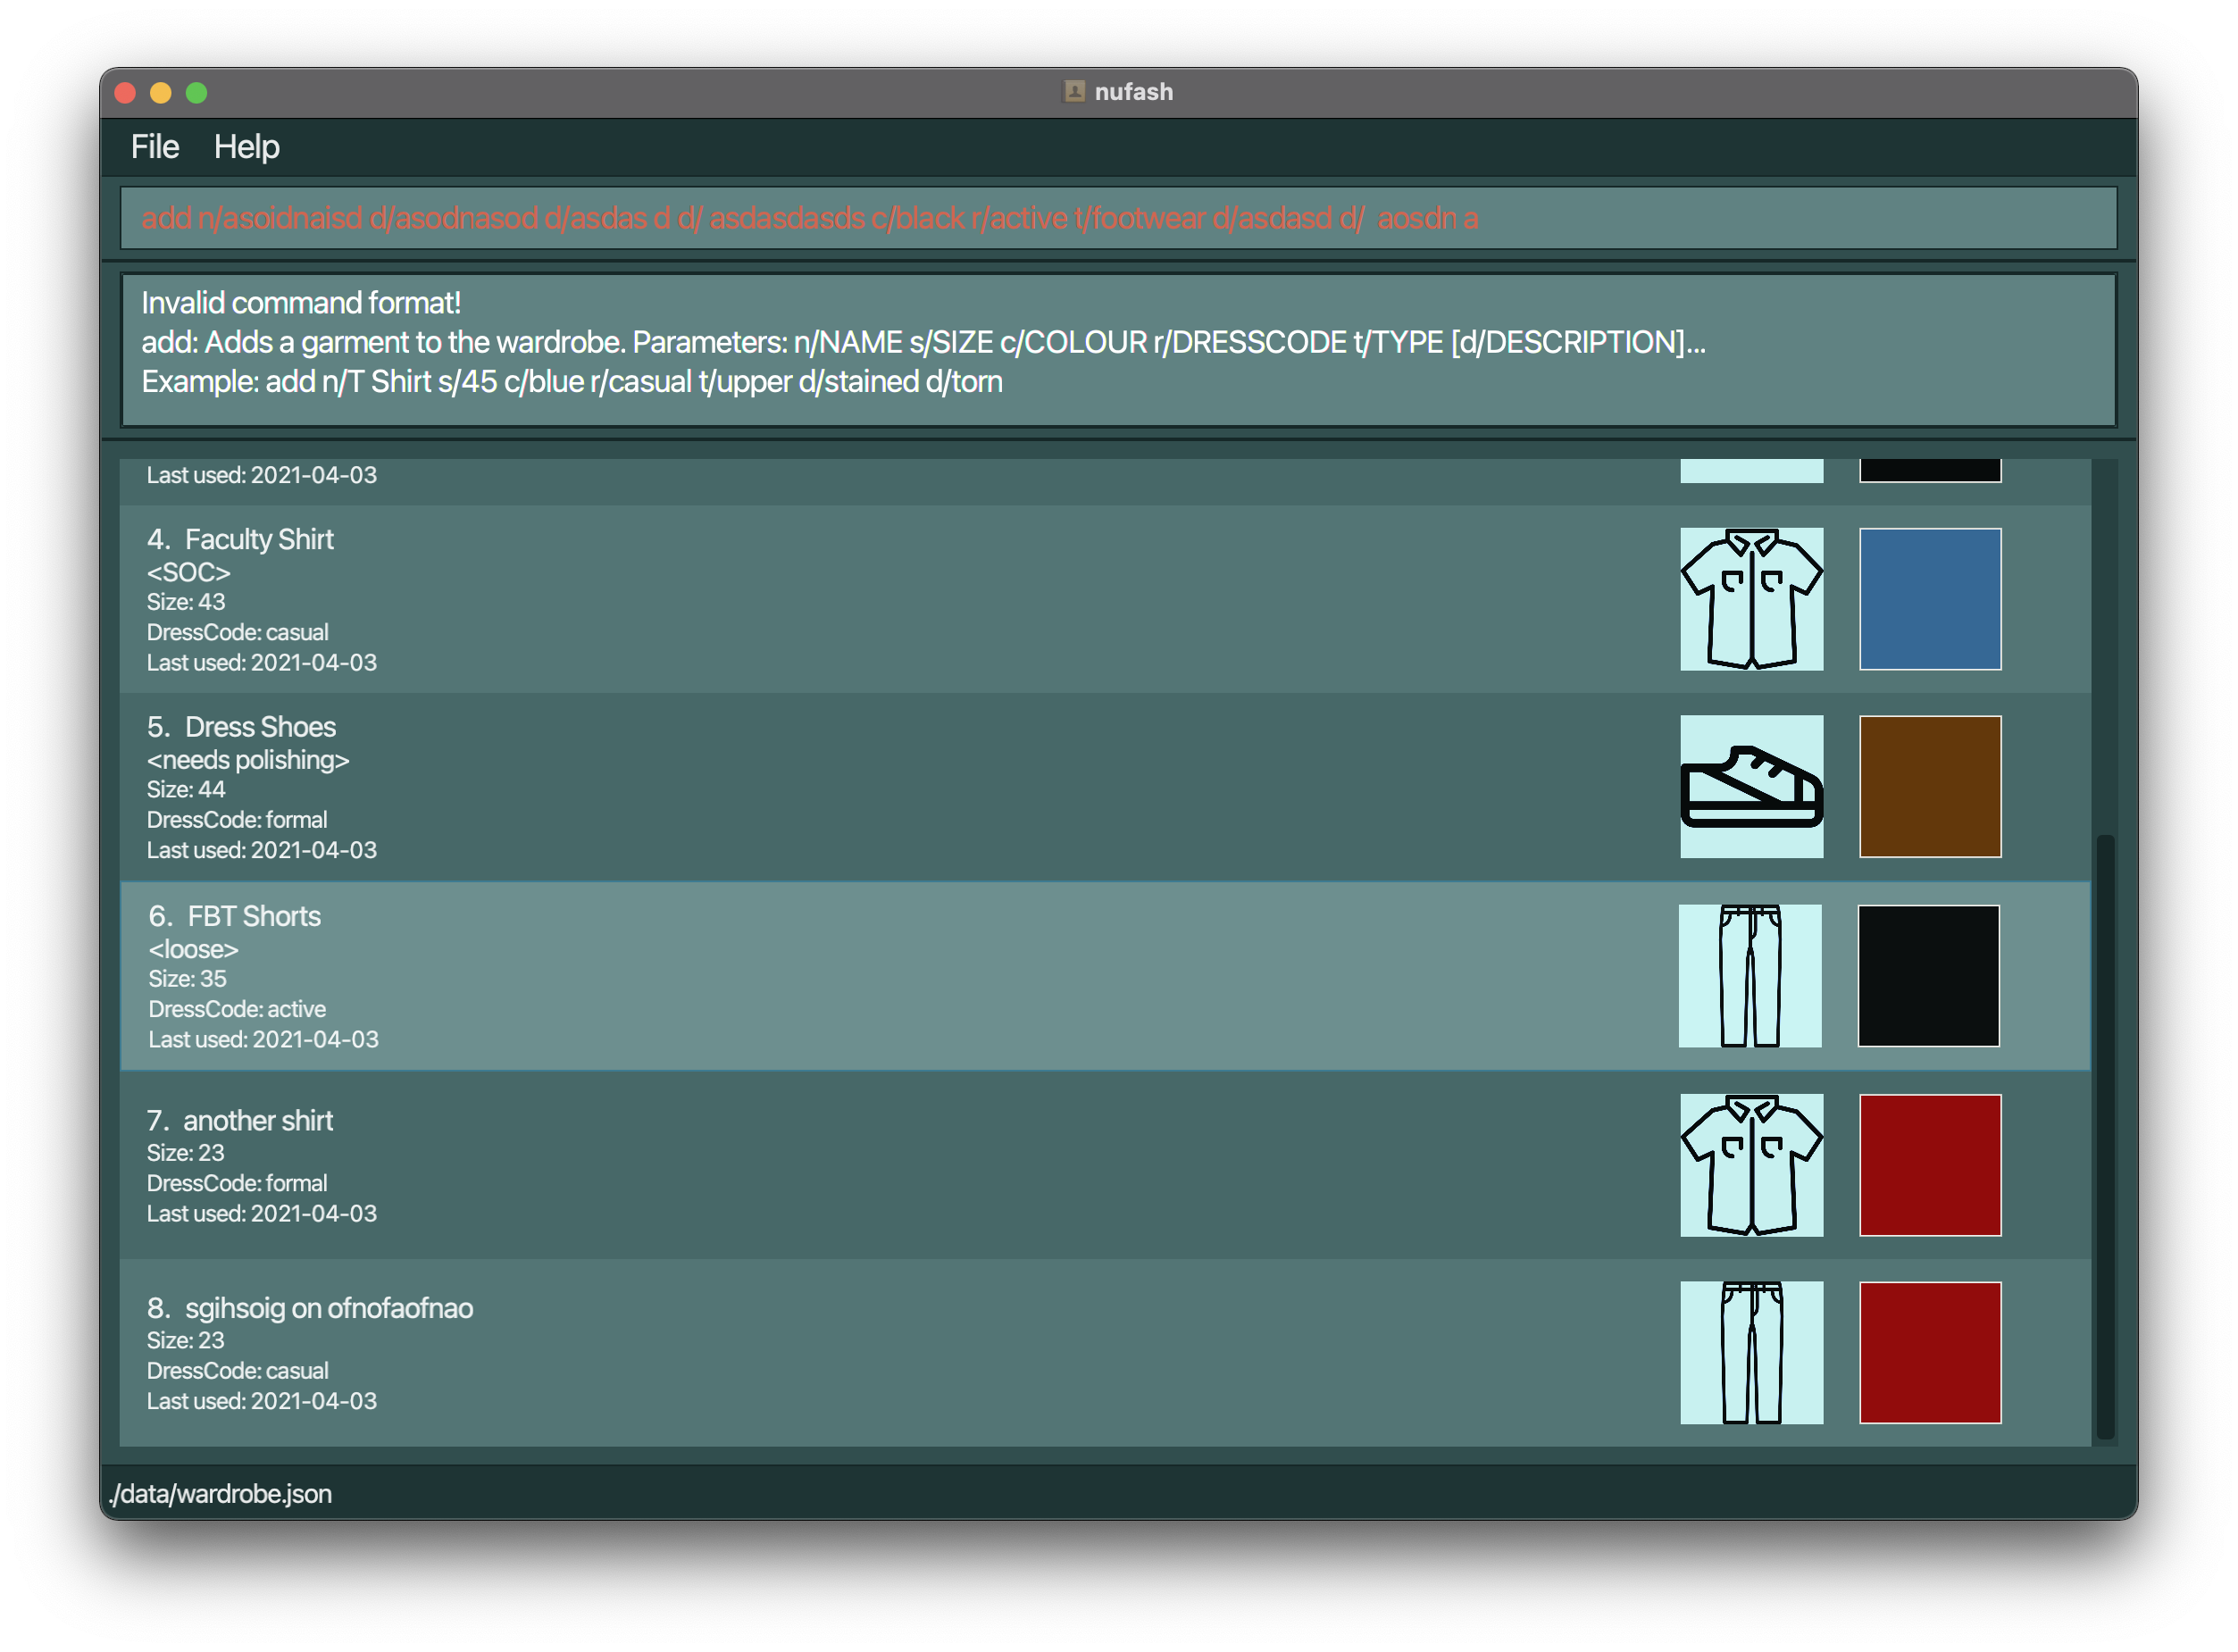 nufash
File Help
add n/asoidnaisd d/asodnasod d/asdas d d/ asdasdasds c/black r/active t/footwear d/asdasd d/  aosdn a
Invalid command format!
add: Adds a garment to the wardrobe. Parameters: n/NAME s/SIZE c/COLOUR r/DRESSCODE t/TYPE [d/DESCRIPTION]...
Example: add n/T Shirt s/45 c/blue r/casual t/upper d/stained d/torn
Last used: 2021-04-03
4. Faculty Shirt
<SOC>
Size: 43
DressCode: casual
Last used: 2021-04-03
5. Dress Shoes
<needs polishing>
Size: 44
DressCode: formal
Last used: 2021-04-03
6. FBT Shorts
<loose>
Size: 35
DressCode: active
Last used: 2021-04-03
7. another shirt
Size: 23
DressCode: formal
Last used: 2021-04-03
8. sgihsoig on ofnofaofnao
Size: 23
DressCode: casual
Last used: 2021-04-03
./data/wardrobe.json